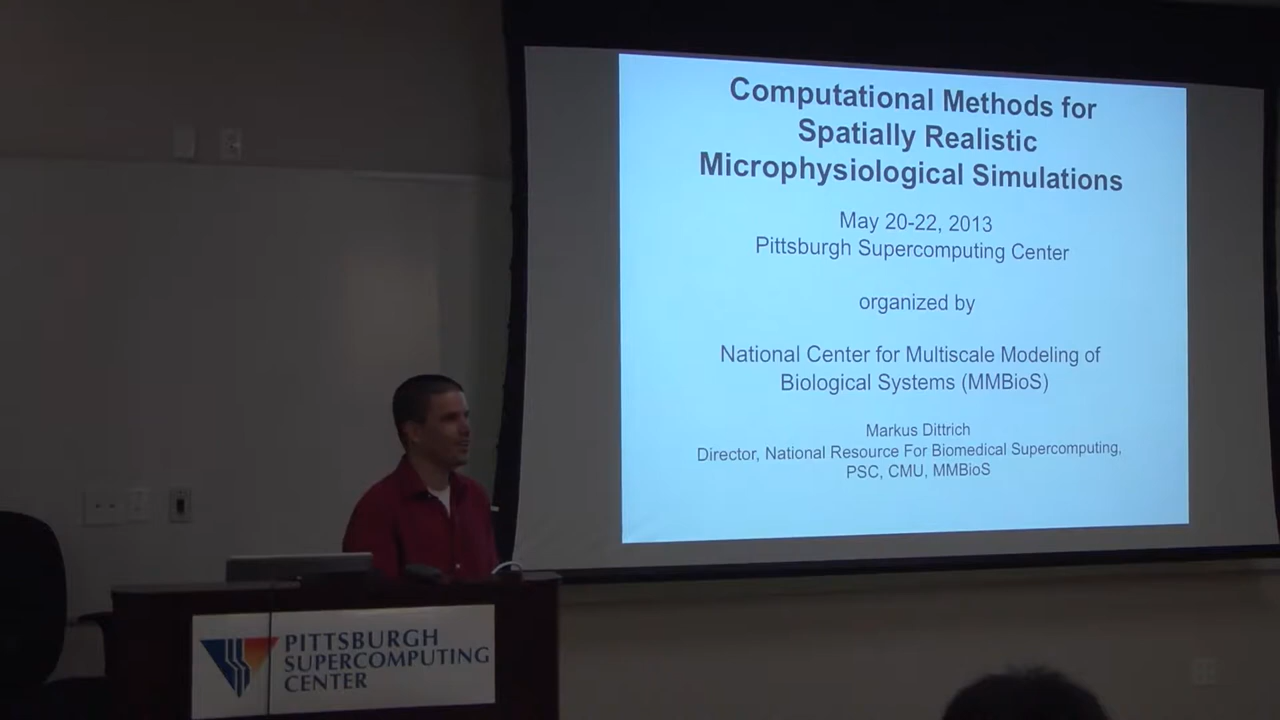 Computational Methods for
Spatially Realistic
Microphysiological Simulations
May 20-22, 2013
Pittsburgh Supercomputing Center
organized by
National Center for Multiscale Modeling of
Biological Systems (MMBioS)
Markus Dittrich
Director, National Resource For Biomedical Supercomputing,
PSC, CMU, MMBioS
PITTSBURGH
SUPERCOMPUTING
CENTER